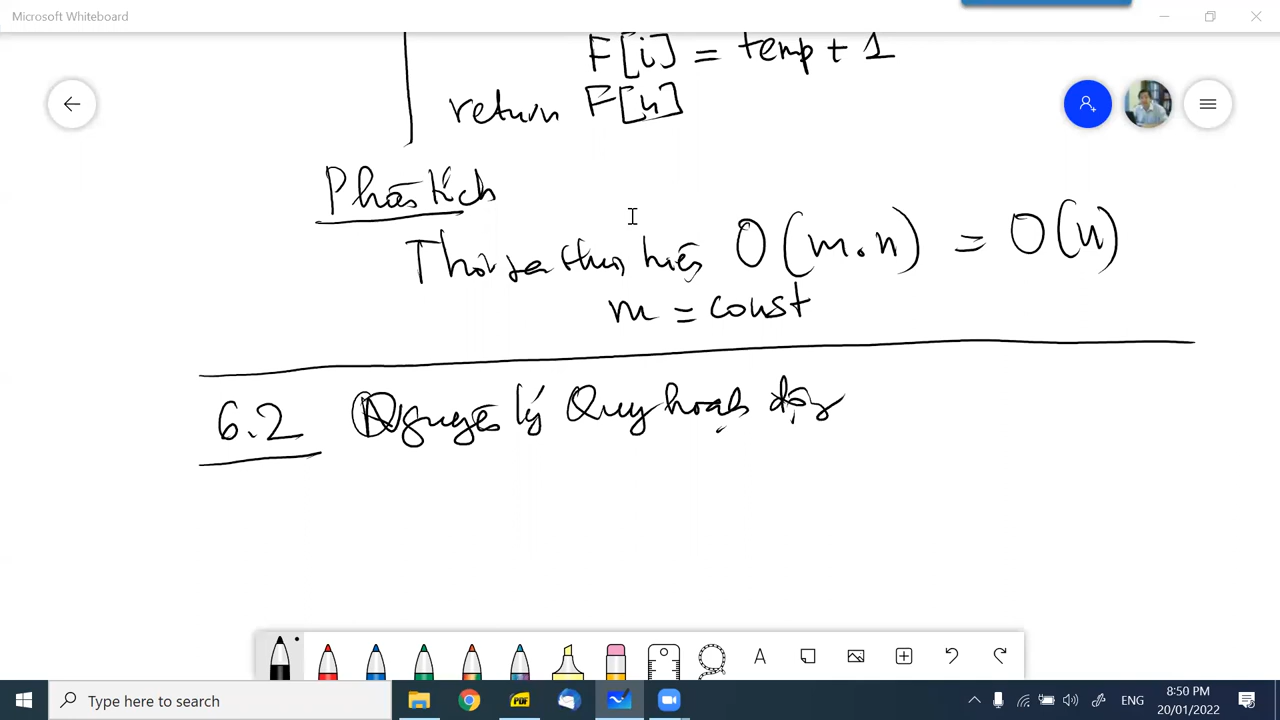 Microsoft Whiteboard
F[i] = temp + 1
return F[n]
Phân tích
Thời gian thực hiện O(m.n) = O(n)
m = const
6.2 Nguyên lý Quy hoạch động
Type here to search
PDF
ENG
8:50 PM
20/01/2022